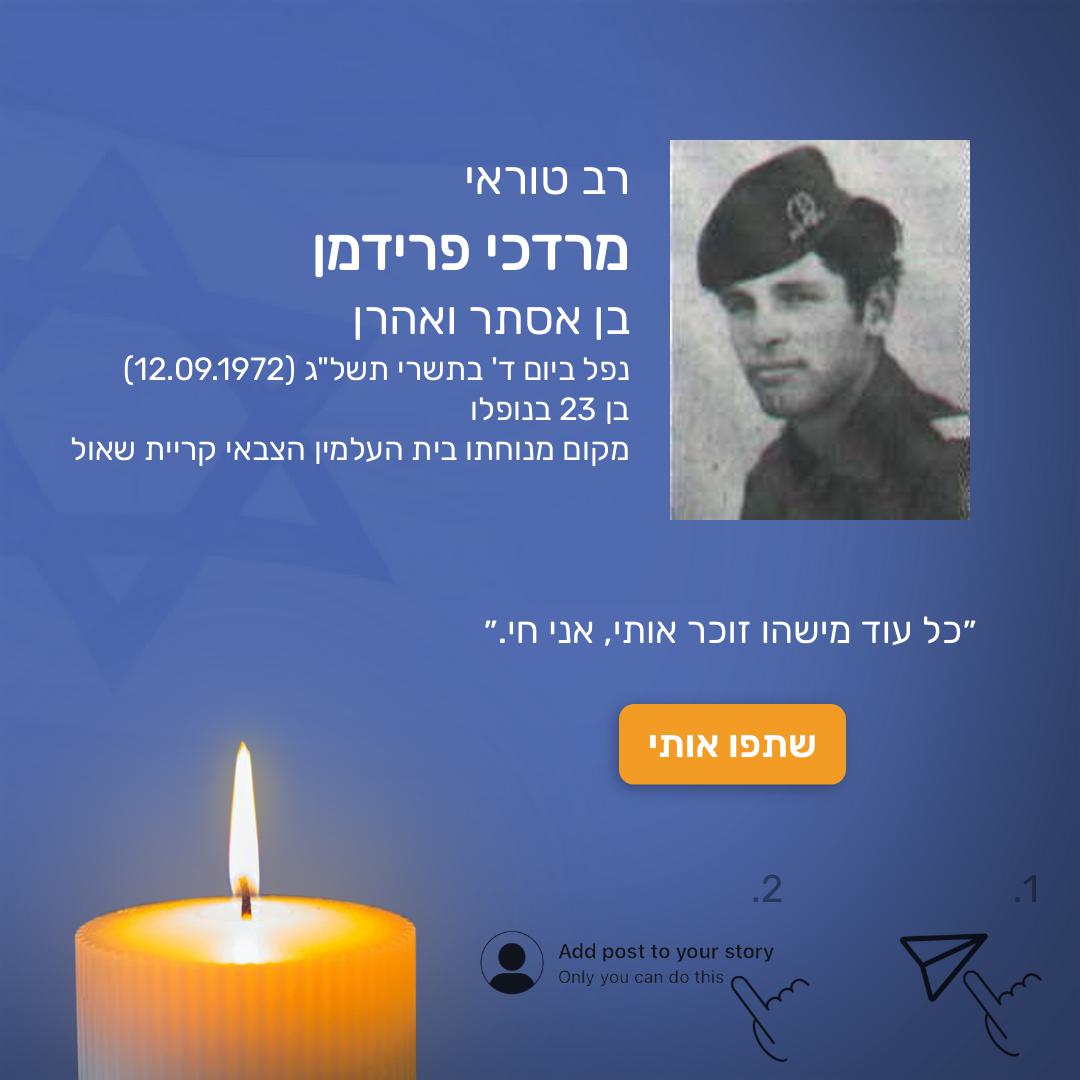 רב טוראי
מרדכי פרידמן
בן אסתר ואהרן
נפל ביום ד' בתשרי תשל"ג (12.09.1972)
בן 23 בנופלו
מקום מנוחתו בית העלמין הצבאי קריית שאול
״כל עוד מישהו זוכר אותי, אני חי.״
שתפו אותי
1.
2.
Add post to your story
Only you can do this